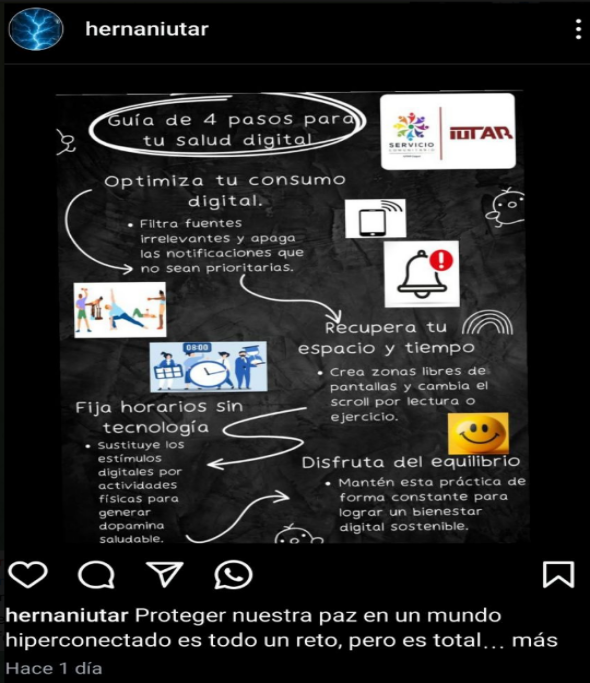 hernaniutar
Guía de 4 pasos para
tu salud digital
SERVICIO
COMUNITARIO
IUTAR
Optimiza tu consumo
digital.
• Filtra fuentes
irrelevantes y apaga
las notificaciones que
no sean prioritarias.
Recupera tu
espacio y tiempo
• Crea zonas libres de
pantallas y cambia el
scroll por lectura o
ejercicio.
08:00
Fija horarios sin
tecnología
• Sustituye los
estímulos
digitales por
actividades
físicas para
generar
dopamina
saludable.
Disfruta del equilibrio
• Mantén esta práctica de
forma constante para
lograr un bienestar
digital sostenible.
hernaniutar Proteger nuestra paz en un mundo
hiperconectado es todo un reto, pero es total... más
Hace 1 día